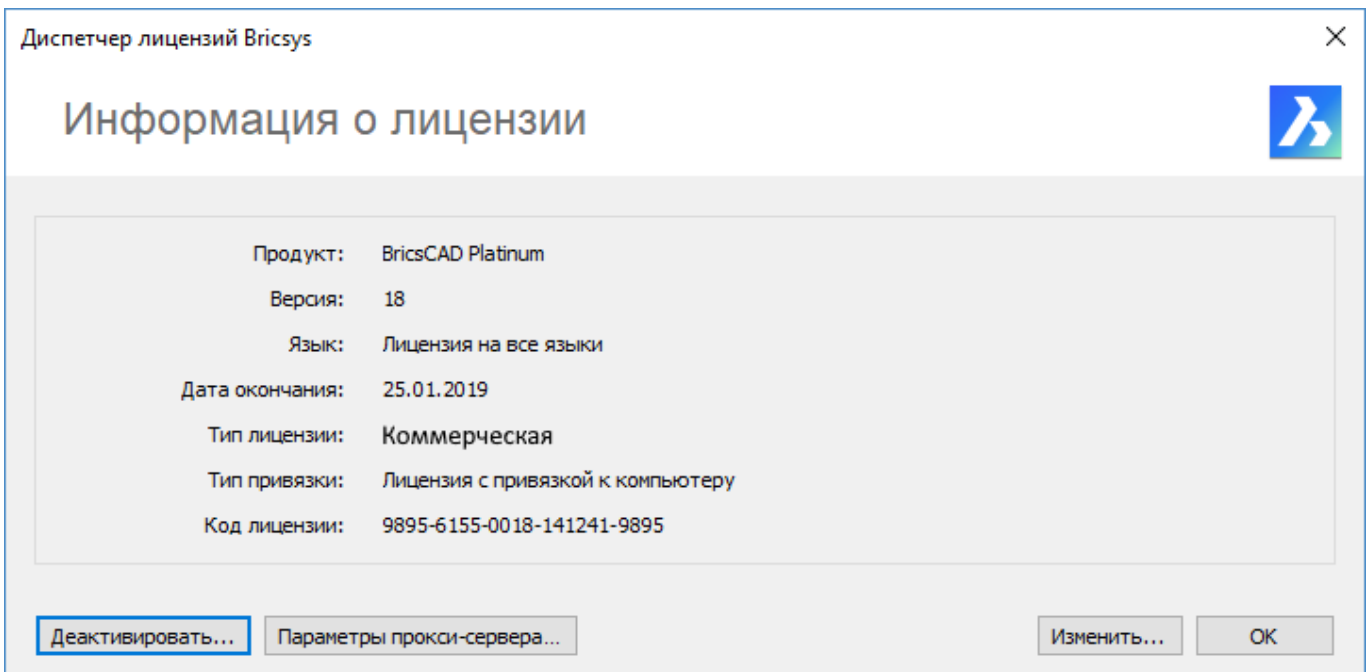 Диспетчер лицензий Bricsys
Информация о лицензии
Продукт: BricsCAD Platinum
Версия: 18
Язык: Лицензия на все языки
Дата окончания: 25.01.2019
Тип лицензии: Коммерческая
Тип привязки: Лицензия с привязкой к компьютеру
Код лицензии: 9895-6155-0018-141241-9895
Деактивировать... Параметры прокси-сервера... Изменить... ОК